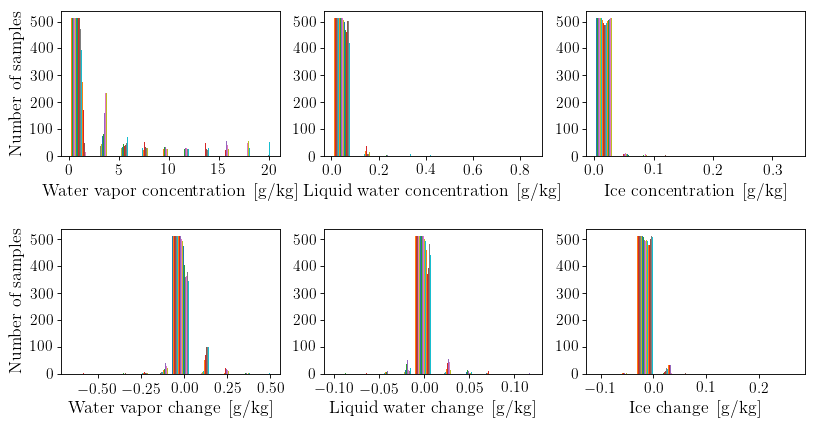 500
400
300
200
100
0
Number of samples
0 5 10 15 20
Water vapor concentration [g/kg]
500
400
300
200
100
0
0.0 0.2 0.4 0.6 0.8
Liquid water concentration [g/kg]
500
400
300
200
100
0
0.0 0.1 0.2 0.3
Ice concentration [g/kg]
500
400
300
200
100
0
Number of samples
−0.50 −0.25 0.00 0.25 0.50
Water vapor change [g/kg]
500
400
300
200
100
0
−0.10 −0.05 0.00 0.05 0.10
Liquid water change [g/kg]
500
400
300
200
100
0
−0.1 0.0 0.1 0.2
Ice change [g/kg]